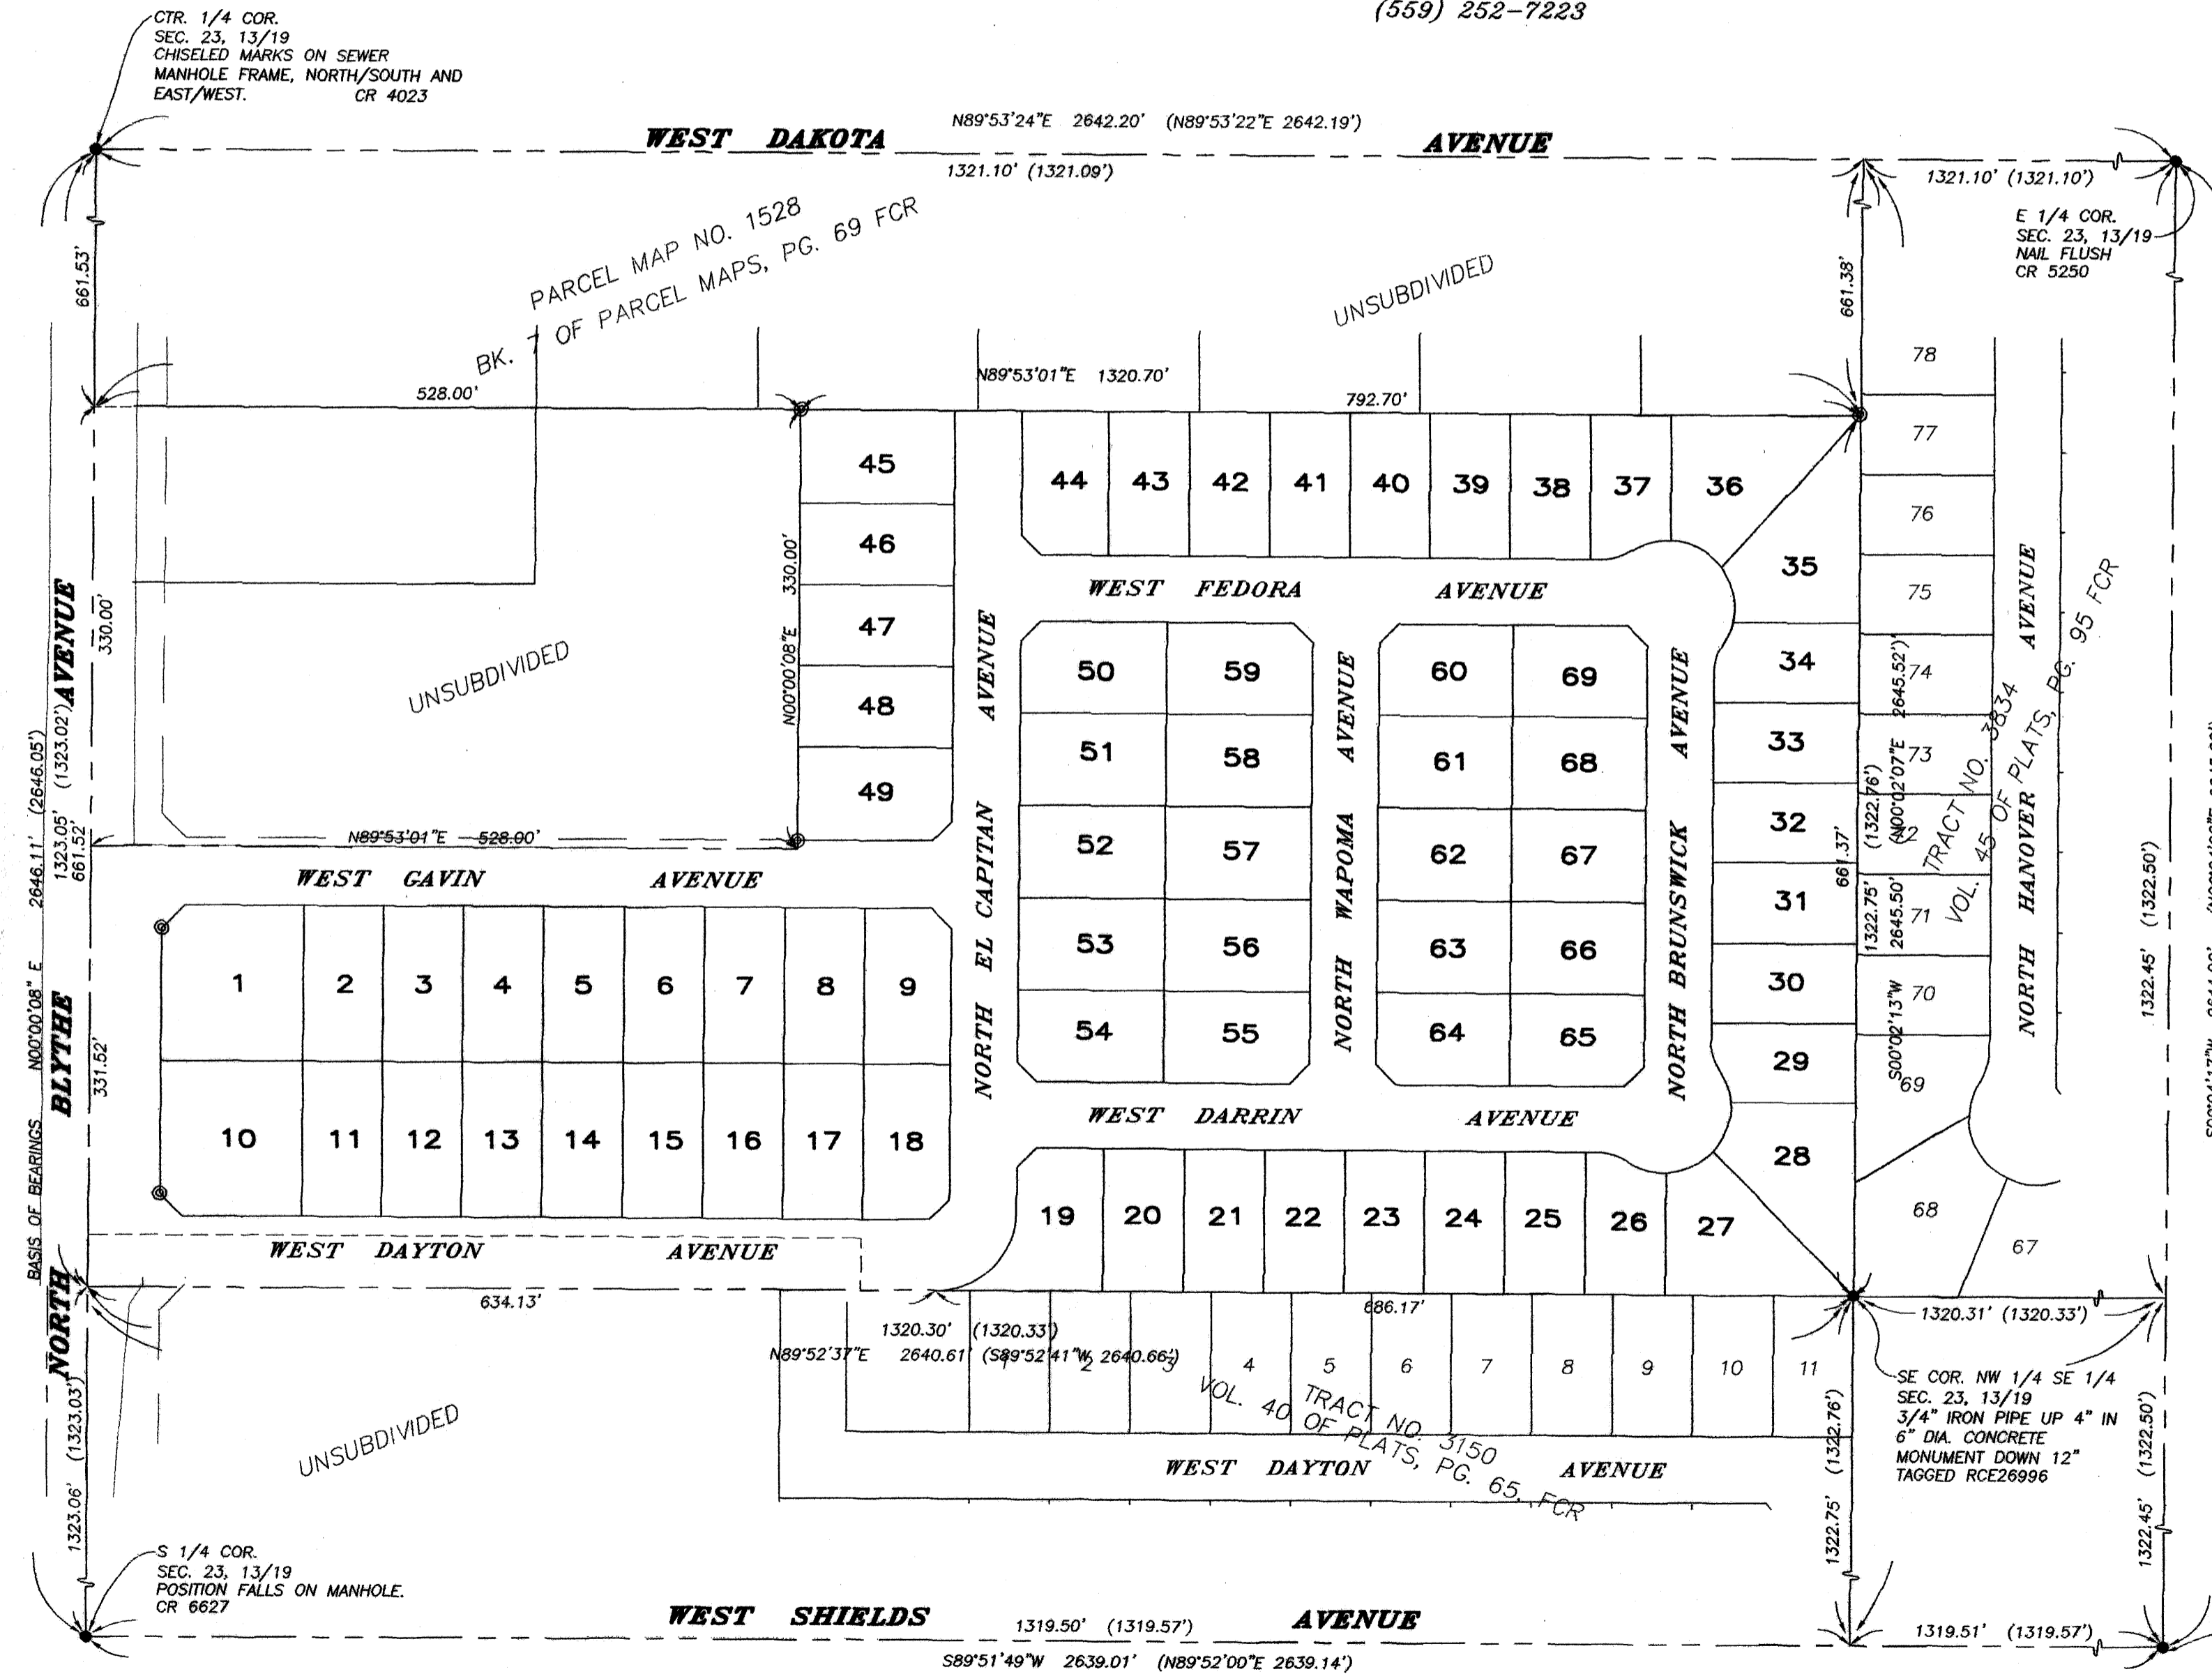 (559) 252-7223
CTR. 1/4 COR.
SEC. 23, 13/19
CHISELED MARKS ON SEWER
MANHOLE FRAME, NORTH/SOUTH AND
EAST/WEST. CR 4023
N89°53'24"E 2642.20' (N89°53'22"E 2642.19')
WEST DAKOTA AVENUE
1321.10' (1321.09')
1321.10' (1321.10')
E 1/4 COR.
SEC. 23, 13/19
NAIL FLUSH
CR 5250
PARCEL MAP NO. 1528
BK. 7 OF PARCEL MAPS, PG. 69 FCR
UNSUBDIVIDED
661.53'
661.38'
N89°53'01"E 1320.70'
528.00'
792.70'
45
46
47
48
49
44 43 42 41 40 39 38 37 36
35
34
33
32
31
30
29
28
78
77
76
75
74
73
71
70
69
68
67
WEST FEDORA AVENUE
330.00'
N00°00'08"E 330.00'
UNSUBDIVIDED
NORTH BLYTHE AVENUE
BASIS OF BEARINGS N00°00'08" E 2646.11' (2646.05')
1323.05' (1323.02')
661.52'
331.52'
NORTH EL CAPITAN AVENUE
50 59
51 58
52 57
53 56
54 55
NORTH WAPOMA AVENUE
60 69
61 68
62 67
63 66
64 65
NORTH BRUNSWICK AVENUE
661.37'
1322.75' (1322.76')
S00°02'13"W 2645.50' (N00°02'07"E 2645.52')
TRACT NO. 3834
VOL. 45 OF PLATS, PG. 95 FCR
NORTH HANOVER AVENUE
1322.45' (1322.50')
N89°53'01"E 528.00'
WEST GAVIN AVENUE
1 2 3 4 5 6 7 8 9
10 11 12 13 14 15 16 17 18
WEST DARRIN AVENUE
19 20 21 22 23 24 25 26 27
WEST DAYTON AVENUE
634.13'
686.17'
1320.30' (1320.33')
N89°52'37"E 2640.61' (S89°52'41"W 2640.66')
1320.31' (1320.33')
1 2 3 4 5 6 7 8 9 10 11
TRACT NO. 3150
VOL. 40 OF PLATS, PG. 65, FCR
WEST DAYTON AVENUE
SE COR. NW 1/4 SE 1/4
SEC. 23, 13/19
3/4" IRON PIPE UP 4" IN
6" DIA. CONCRETE
MONUMENT DOWN 12"
TAGGED RCE26996
UNSUBDIVIDED
1323.06' (1323.03')
1322.75' (1322.76')
1322.45' (1322.50')
S 1/4 COR.
SEC. 23, 13/19
POSITION FALLS ON MANHOLE.
CR 6627
WEST SHIELDS AVENUE
1319.50' (1319.57')
1319.51' (1319.57')
S89°51'49"W 2639.01' (N89°52'00"E 2639.14')